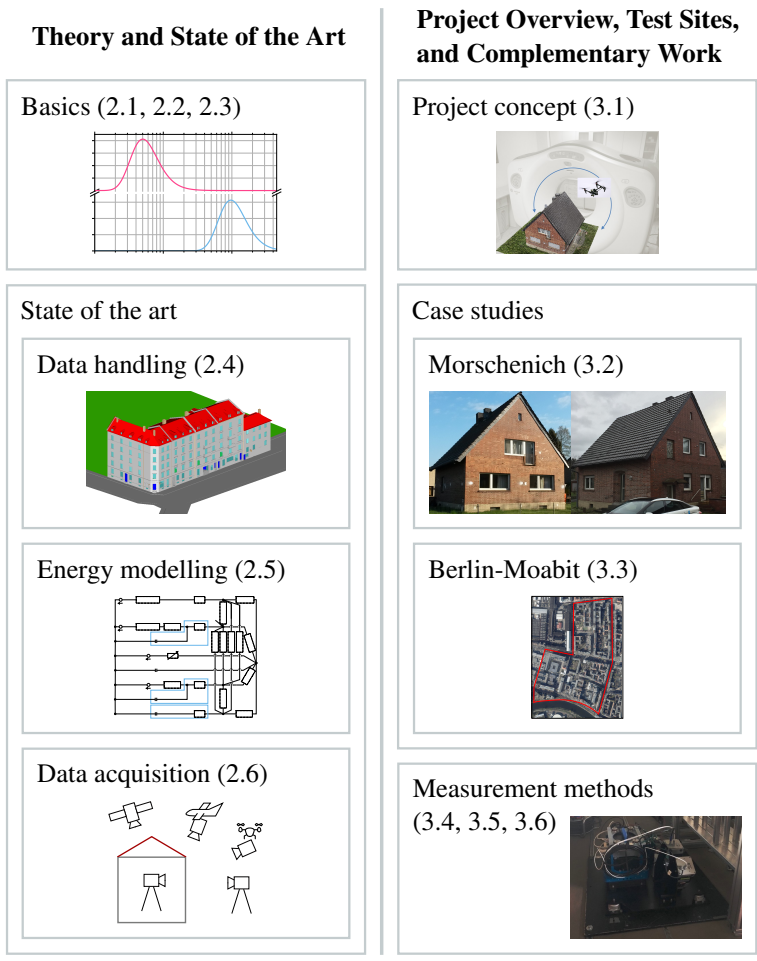 Theory and State of the Art
Basics (2.1, 2.2, 2.3)
State of the art
Data handling (2.4)
Energy modelling (2.5)
Data acquisition (2.6)
Project Overview, Test Sites,
and Complementary Work
Project concept (3.1)
Case studies
Morschenich (3.2)
Berlin-Moabit (3.3)
Measurement methods
(3.4, 3.5, 3.6)